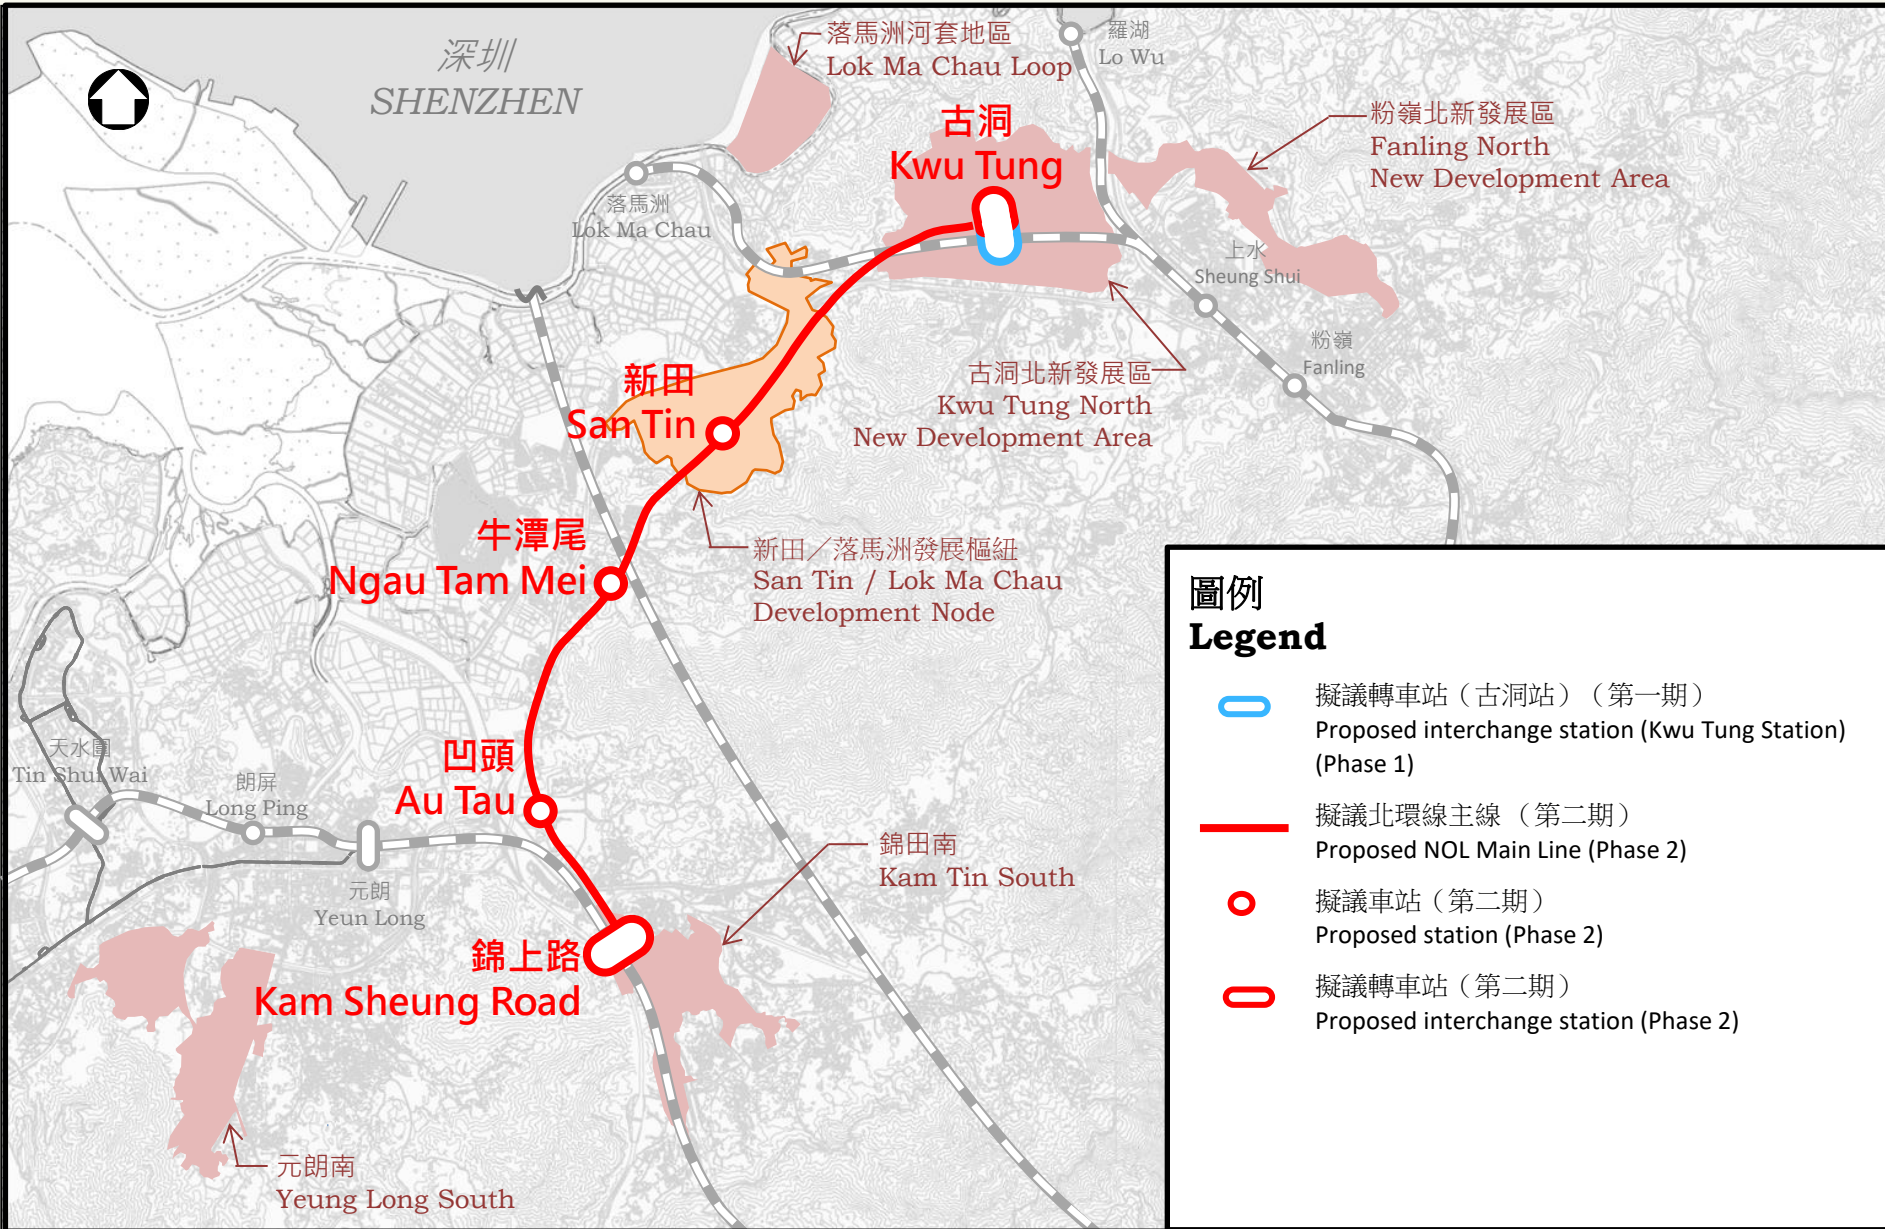 深圳
SHENZHEN
落馬洲河套地區
Lok Ma Chau Loop
羅湖
Lo Wu
古洞
Kwu Tung
粉嶺北新發展區
Fanling North
New Development Area
落馬洲
Lok Ma Chau
上水
Sheung Shui
粉嶺
Fanling
古洞北新發展區
Kwu Tung North
New Development Area
新田
San Tin
牛潭尾
Ngau Tam Mei
新田／落馬洲發展樞紐
San Tin / Lok Ma Chau
Development Node
凹頭
Au Tau
天水圍
Tin Shui Wai
朗屏
Long Ping
元朗
Yeun Long
錦田南
Kam Tin South
錦上路
Kam Sheung Road
元朗南
Yeung Long South
圖例
Legend
擬議轉車站（古洞站）（第一期）
Proposed interchange station (Kwu Tung Station)
(Phase 1)
擬議北環線主線 （第二期）
Proposed NOL Main Line (Phase 2)
擬議車站（第二期）
Proposed station (Phase 2)
擬議轉車站（第二期）
Proposed interchange station (Phase 2)